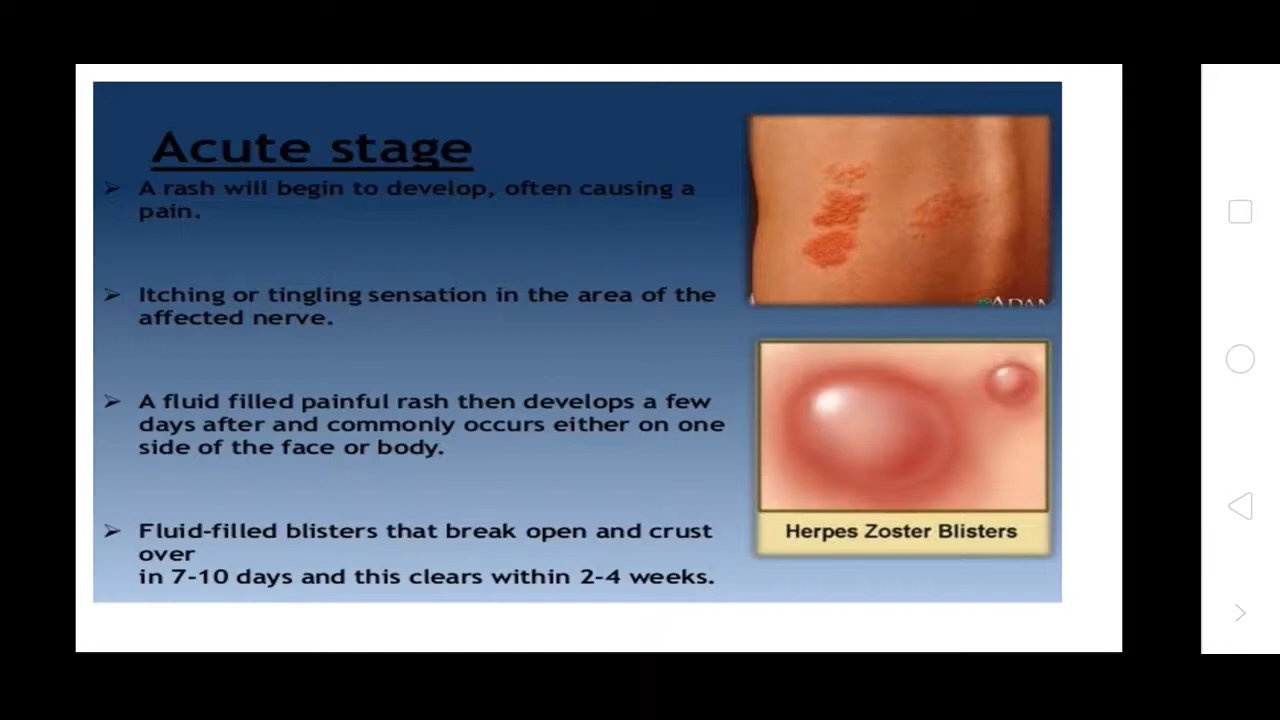 Acute stage
➢ A rash will begin to develop, often causing a
pain.
➢ Itching or tingling sensation in the area of the
affected nerve.
➢ A fluid filled painful rash then develops a few
days after and commonly occurs either on one
side of the face or body.
➢ Fluid-filled blisters that break open and crust
over
in 7-10 days and this clears within 2-4 weeks.
ADAM
Herpes Zoster Blisters